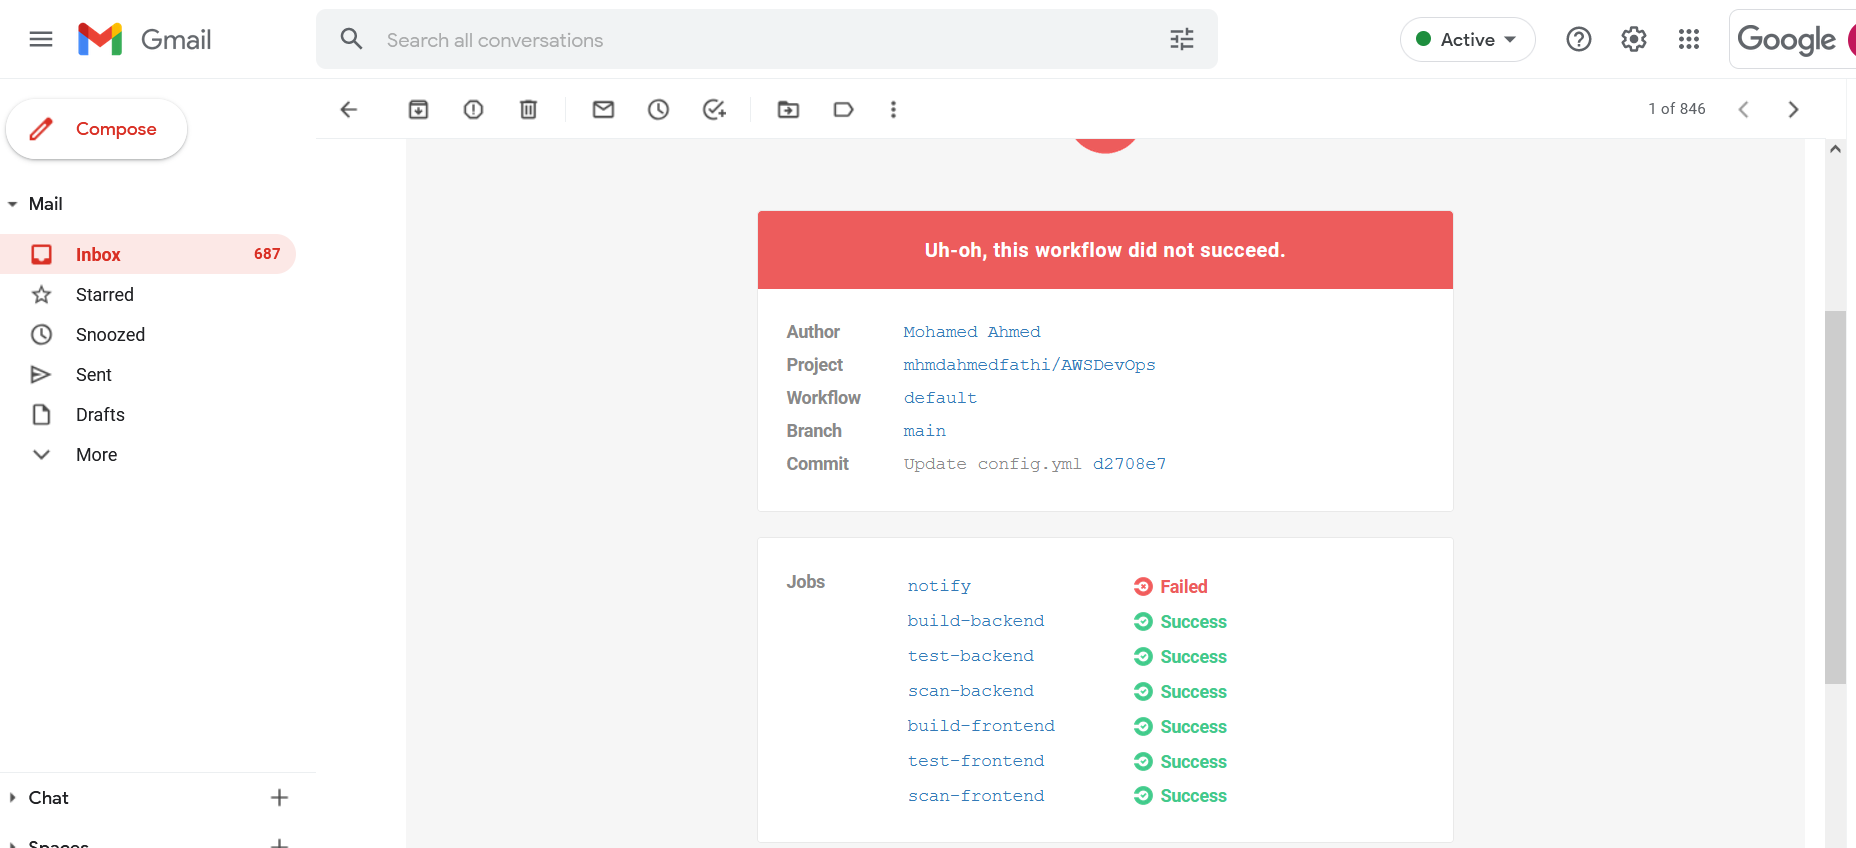 Gmail
Search all conversations
Active
Google
Compose
1 of 846
Mail
Inbox 687
Starred
Snoozed
Sent
Drafts
More
Chat
Spaces
Uh-oh, this workflow did not succeed.
Author Mohamed Ahmed
Project mhmdahmedfathi/AWSDevOps
Workflow default
Branch main
Commit Update config.yml d2708e7
Jobs
notify Failed
build-backend Success
test-backend Success
scan-backend Success
build-frontend Success
test-frontend Success
scan-frontend Success